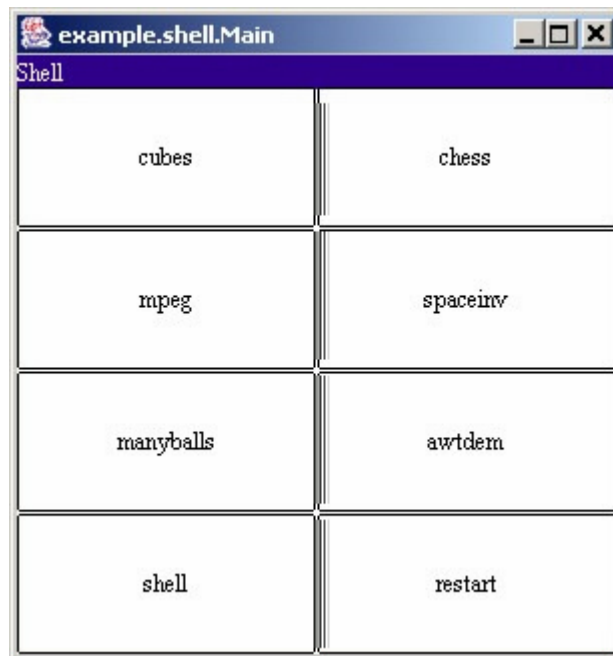 example.shell.Main
Shell
cubes
chess
mpeg
spaceinv
manyballs
awtdem
shell
restart